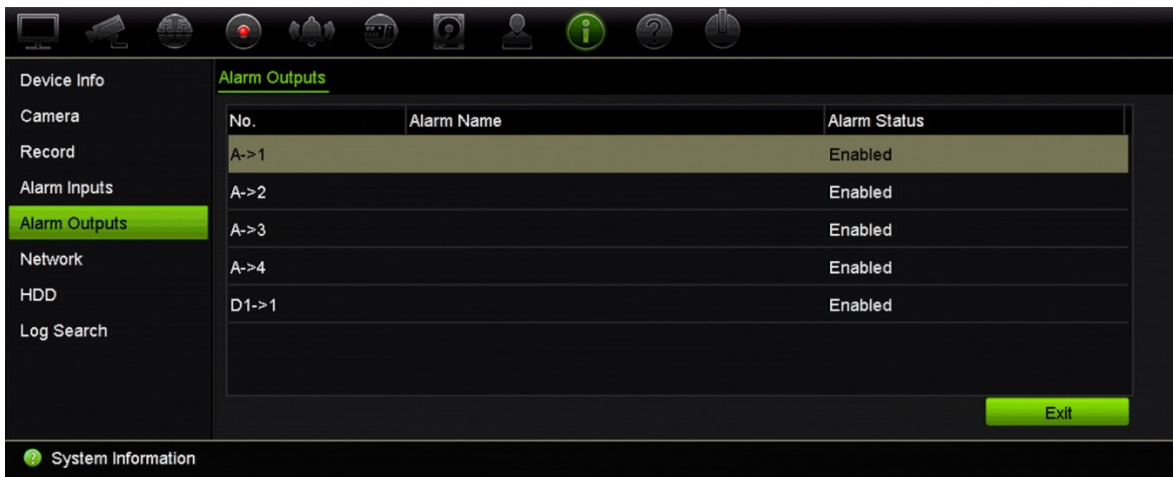 Device Info
Camera
Record
Alarm Inputs
Alarm Outputs
Network
HDD
Log Search
Alarm Outputs
No. Alarm Name Alarm Status
A->1 Enabled
A->2 Enabled
A->3 Enabled
A->4 Enabled
D1->1 Enabled
Exit
System Information